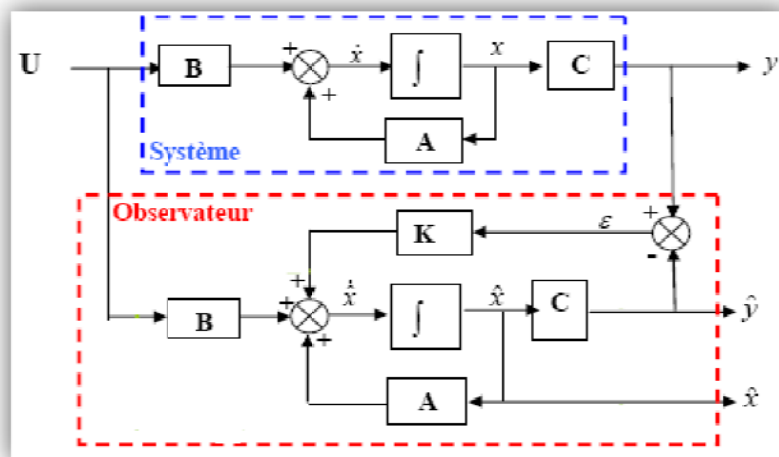 U
B
+
+
ẋ
∫
x
C
y
A
Système
Observateur
K
ε
+
-
B
+
+
+
x̂̇
∫
x̂
C
ŷ
A
x̂